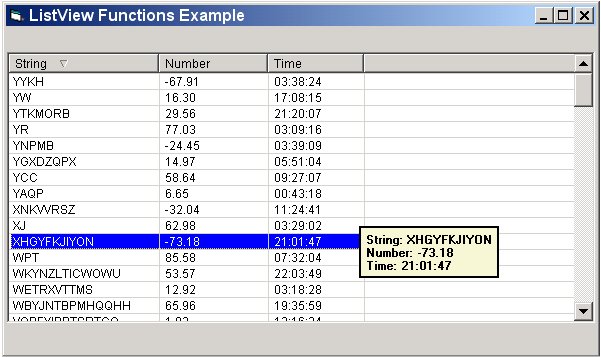 ListView Functions Example
String Number Time
YYKH -67.91 03:38:24
YW 16.30 17:08:15
YTKMORB 29.56 21:20:07
YR 77.03 03:09:16
YNPMB -24.45 03:39:09
YGXDZQPX 14.97 05:51:04
YCC 58.64 09:27:07
YAQP 6.65 00:43:18
XNKVVRSZ -32.04 11:24:41
XJ 62.98 03:29:02
XHGYFKJIYON -73.18 21:01:47
String: XHGYFKJIYON
Number: -73.18
Time: 21:01:47
WPT 85.58 07:32:04
WKYNZLTICWOWU 53.57 22:03:49
WETRXVTTMS 12.92 03:18:28
WBYJNTBPMHQQHH 65.96 19:35:59